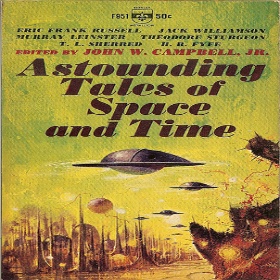 F951 50¢
ERIC FRANK RUSSELL JACK WILLIAMSON
MURRAY LEINSTER THEODORE STURGEON
T. L. SHERRED H. B. FYFE
EDITED BY JOHN W. CAMPBELL, JR.
Astounding
Tales of
Space
and Time